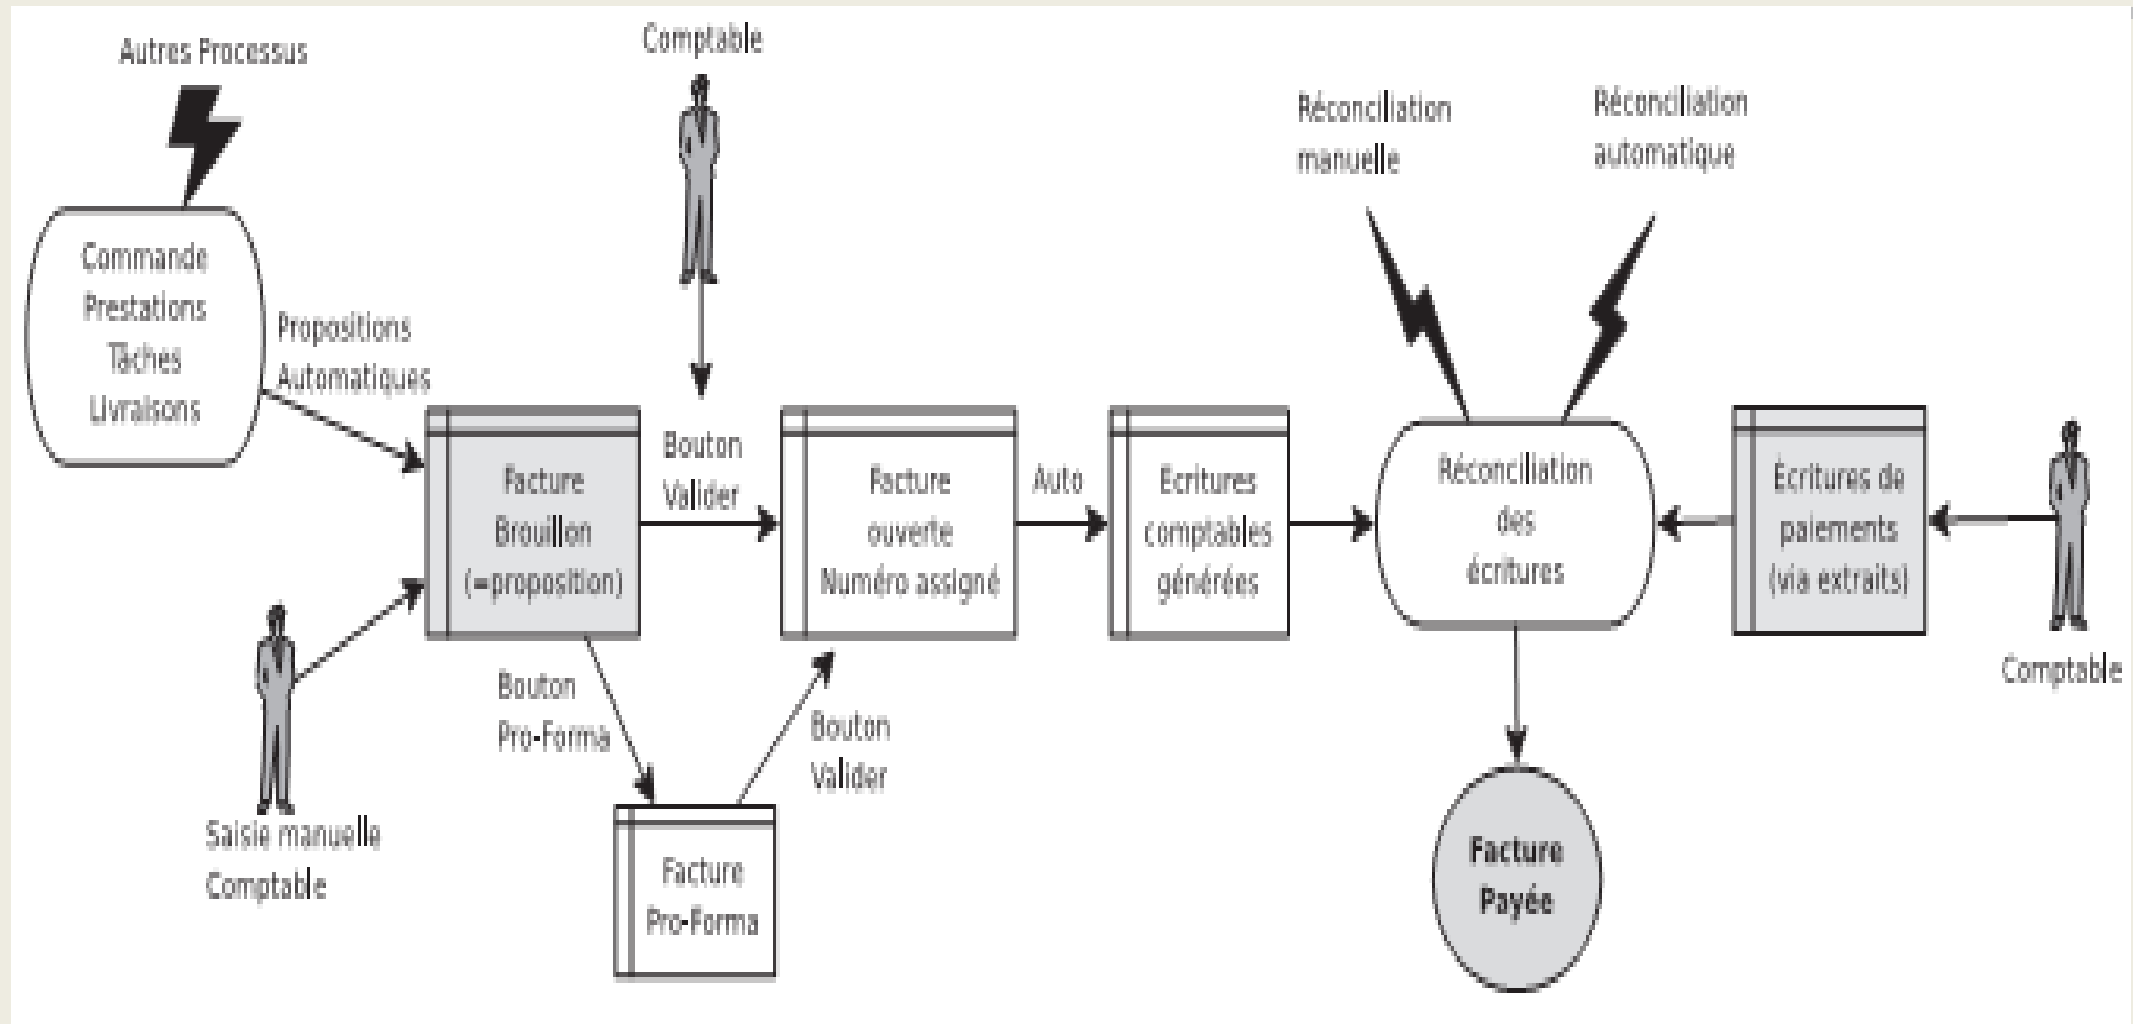 Autres Processus
Comptable
Réconciliation
manuelle
Réconciliation
automatique
Commande
Prestations
Tâches
Livraisons
Propositions
Automatiques
Bouton
Valider
Facture
Brouillon
(=proposition)
Facture
ouverte
Numéro assigné
Auto
Ecritures
comptables
générées
Réconciliation
des
écritures
Écritures de
paiements
(via extraits)
Comptable
Bouton
Pro-Forma
Bouton
Valider
Saisie manuelle
Comptable
Facture
Pro-Forma
Facture
Payée